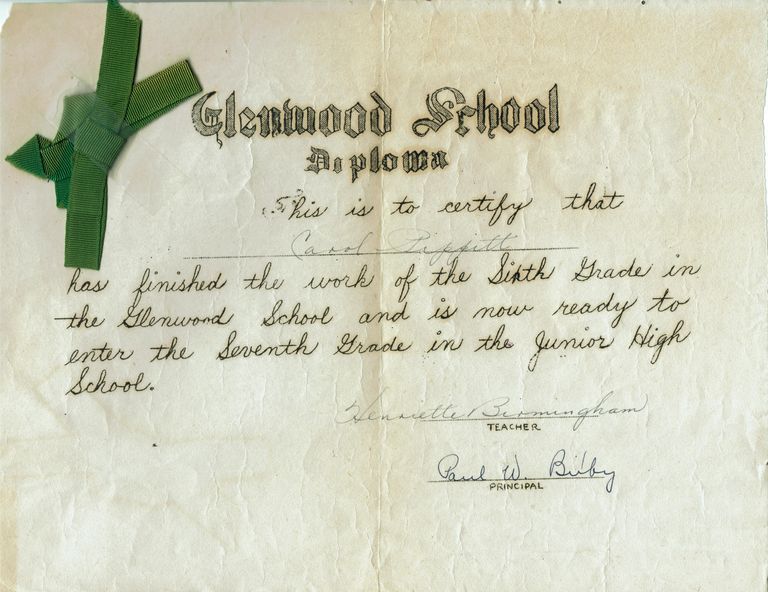 Glenwood School
Diploma
This is to certify that
Carol Pippitt
has finished the work of the Sixth Grade in
the Glenwood School and is now ready to
enter the Seventh Grade in the Junior High
School.
Henriette Birmingham
TEACHER
Paul W. Bixby
PRINCIPAL